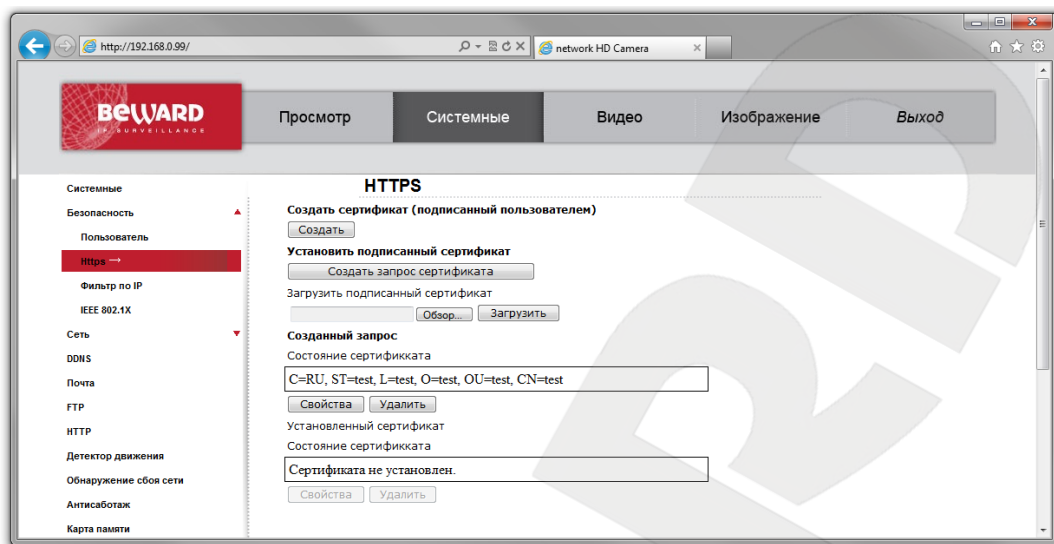 http://192.168.0.99/
network HD Camera
BEWARD
IP SURVEILLANCE
Просмотр
Системные
Видео
Изображение
Выход
Системные
Безопасность
Пользователь
Https →
Фильтр по IP
IEEE 802.1X
Сеть
DDNS
Почта
FTP
HTTP
Детектор движения
Обнаружение сбоя сети
Антисаботаж
Карта памяти
HTTPS
Создать сертификат (подписанный пользователем)
Создать
Установить подписанный сертификат
Создать запрос сертификата
Загрузить подписанный сертификат
Обзор... Загрузить
Созданный запрос
Состояние сертификката
C=RU, ST=test, L=test, O=test, OU=test, CN=test
Свойства Удалить
Установленный сертификат
Состояние сертификката
Сертификата не установлен.
Свойства Удалить